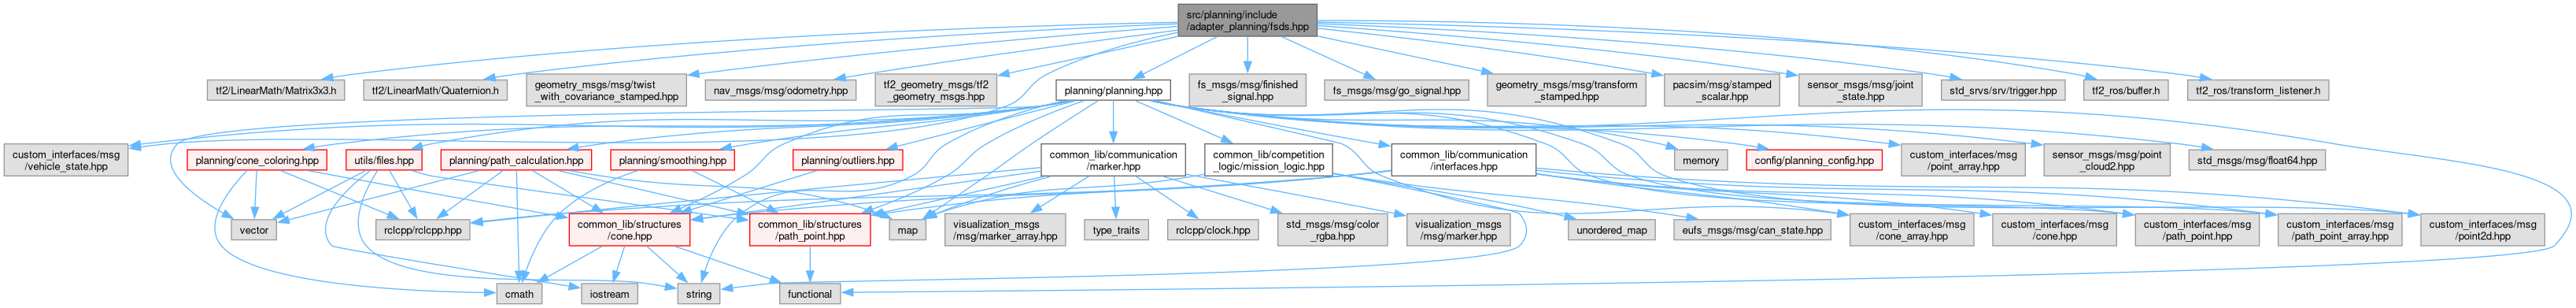 src/planning/include
/adapter_planning/fsds.hpp
tf2/LinearMath/Matrix3x3.h
tf2/LinearMath/Quaternion.h
geometry_msgs/msg/twist
_with_covariance_stamped.hpp
nav_msgs/msg/odometry.hpp
tf2_geometry_msgs/tf2
_geometry_msgs.hpp
planning/planning.hpp
fs_msgs/msg/finished
_signal.hpp
fs_msgs/msg/go_signal.hpp
geometry_msgs/msg/transform
_stamped.hpp
pacsim/msg/stamped
_scalar.hpp
sensor_msgs/msg/joint
_state.hpp
std_srvs/srv/trigger.hpp
tf2_ros/buffer.h
tf2_ros/transform_listener.h
custom_interfaces/msg
/vehicle_state.hpp
planning/cone_coloring.hpp
utils/files.hpp
planning/path_calculation.hpp
planning/smoothing.hpp
planning/outliers.hpp
common_lib/communication
/marker.hpp
common_lib/competition
_logic/mission_logic.hpp
common_lib/communication
/interfaces.hpp
memory
config/planning_config.hpp
custom_interfaces/msg
/point_array.hpp
sensor_msgs/msg/point
_cloud2.hpp
std_msgs/msg/float64.hpp
vector
rclcpp/rclcpp.hpp
common_lib/structures
/cone.hpp
common_lib/structures
/path_point.hpp
map
visualization_msgs
/msg/marker_array.hpp
type_traits
rclcpp/clock.hpp
std_msgs/msg/color
_rgba.hpp
visualization_msgs
/msg/marker.hpp
unordered_map
eufs_msgs/msg/can_state.hpp
custom_interfaces/msg
/cone_array.hpp
custom_interfaces/msg
/cone.hpp
custom_interfaces/msg
/path_point.hpp
custom_interfaces/msg
/path_point_array.hpp
custom_interfaces/msg
/point2d.hpp
cmath
iostream
string
functional